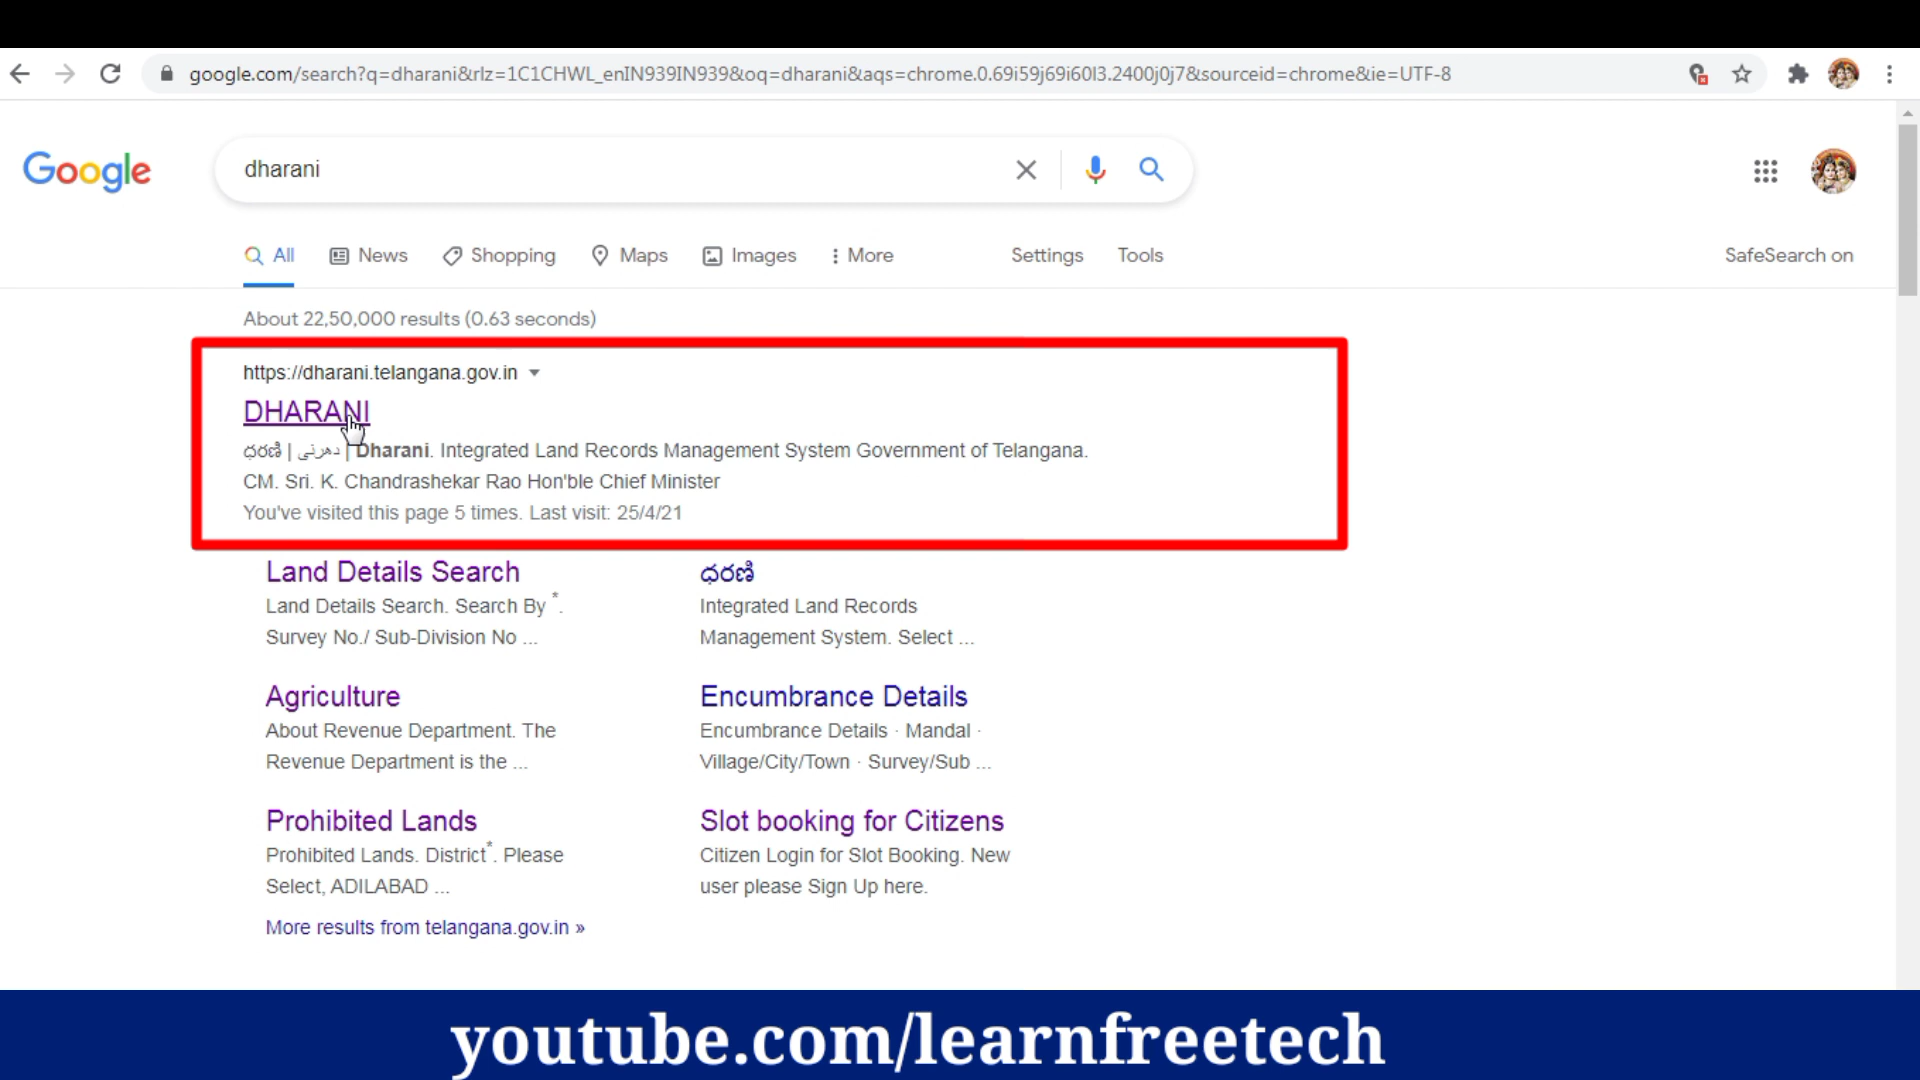 google.com/search?q=dharani&rlz=1C1CHWL_enIN939IN939&oq=dharani&aqs=chrome.0.69i59j69i60l3.2400j0j7&sourceid=chrome&ie=UTF-8
Google
dharani
All News Shopping Maps Images More Settings Tools SafeSearch on
About 22,50,000 results (0.63 seconds)
https://dharani.telangana.gov.in
DHARANI
ధరణి | دھرنی | Dharani. Integrated Land Records Management System Government of Telangana.
CM. Sri. K. Chandrashekar Rao Hon'ble Chief Minister
You've visited this page 5 times. Last visit: 25/4/21
Land Details Search
Land Details Search. Search By *.
Survey No./ Sub-Division No ...
ధరణి
Integrated Land Records
Management System. Select ...
Agriculture
About Revenue Department. The
Revenue Department is the ...
Encumbrance Details
Encumbrance Details · Mandal ·
Village/City/Town · Survey/Sub ...
Prohibited Lands
Prohibited Lands. District*. Please
Select, ADILABAD ...
Slot booking for Citizens
Citizen Login for Slot Booking. New
user please Sign Up here.
More results from telangana.gov.in »
youtube.com/learnfreetech